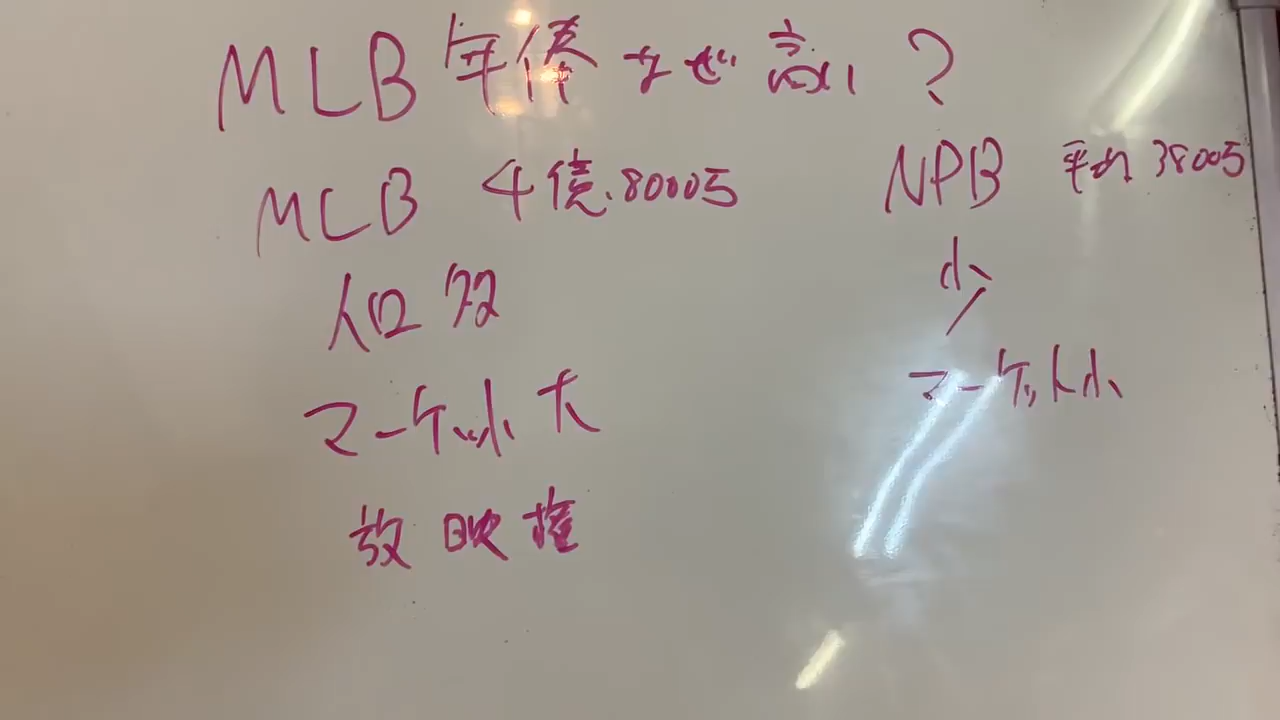 MLB年俸なぜ高い?
MLB 4億.8000万
NPB 平均 3800万
人口 多
少
マーケット大
マーケット小
放映権